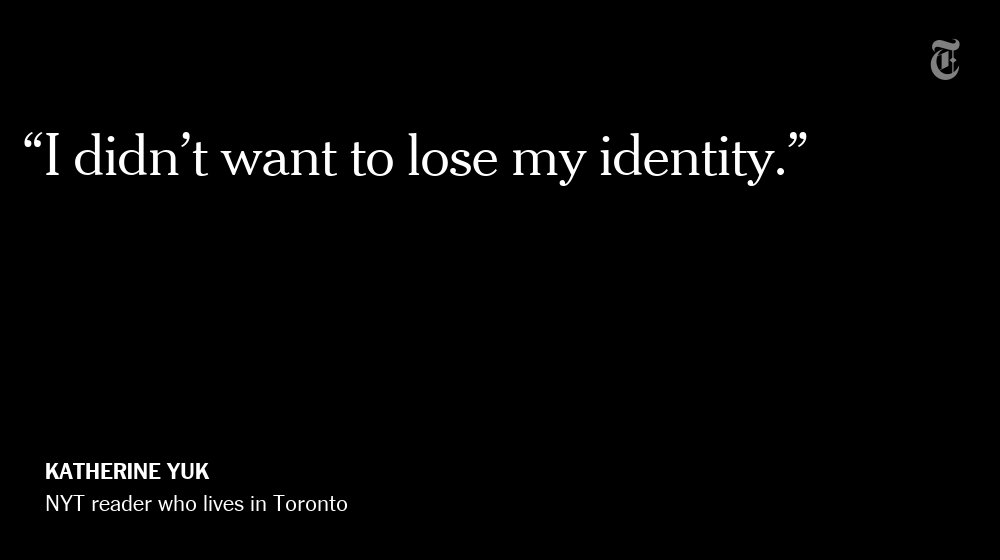 “I didn’t want to lose my identity.”
KATHERINE YUK
NYT reader who lives in Toronto